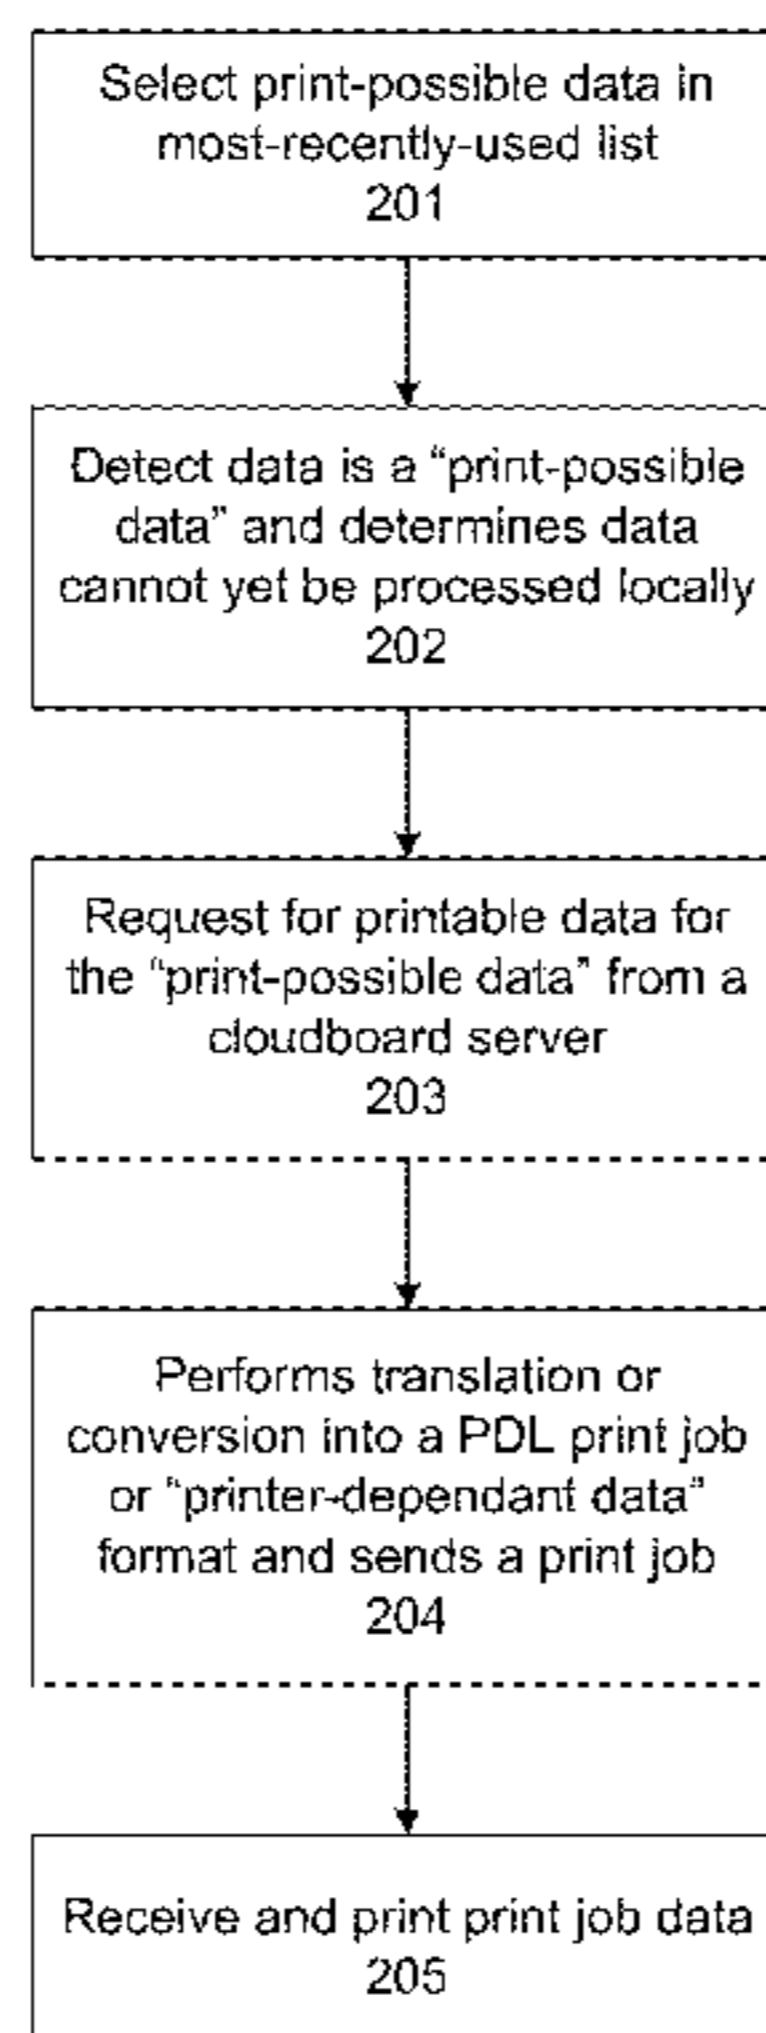 Select print-possible data in
most-recently-used list
201
Detect data is a “print-possible
data” and determines data
cannot yet be processed locally
202
Request for printable data for
the “print-possible data” from a
cloudboard server
203
Performs translation or
conversion into a PDL print job
or “printer-dependant data”
format and sends a print job
204
Receive and print print job data
205